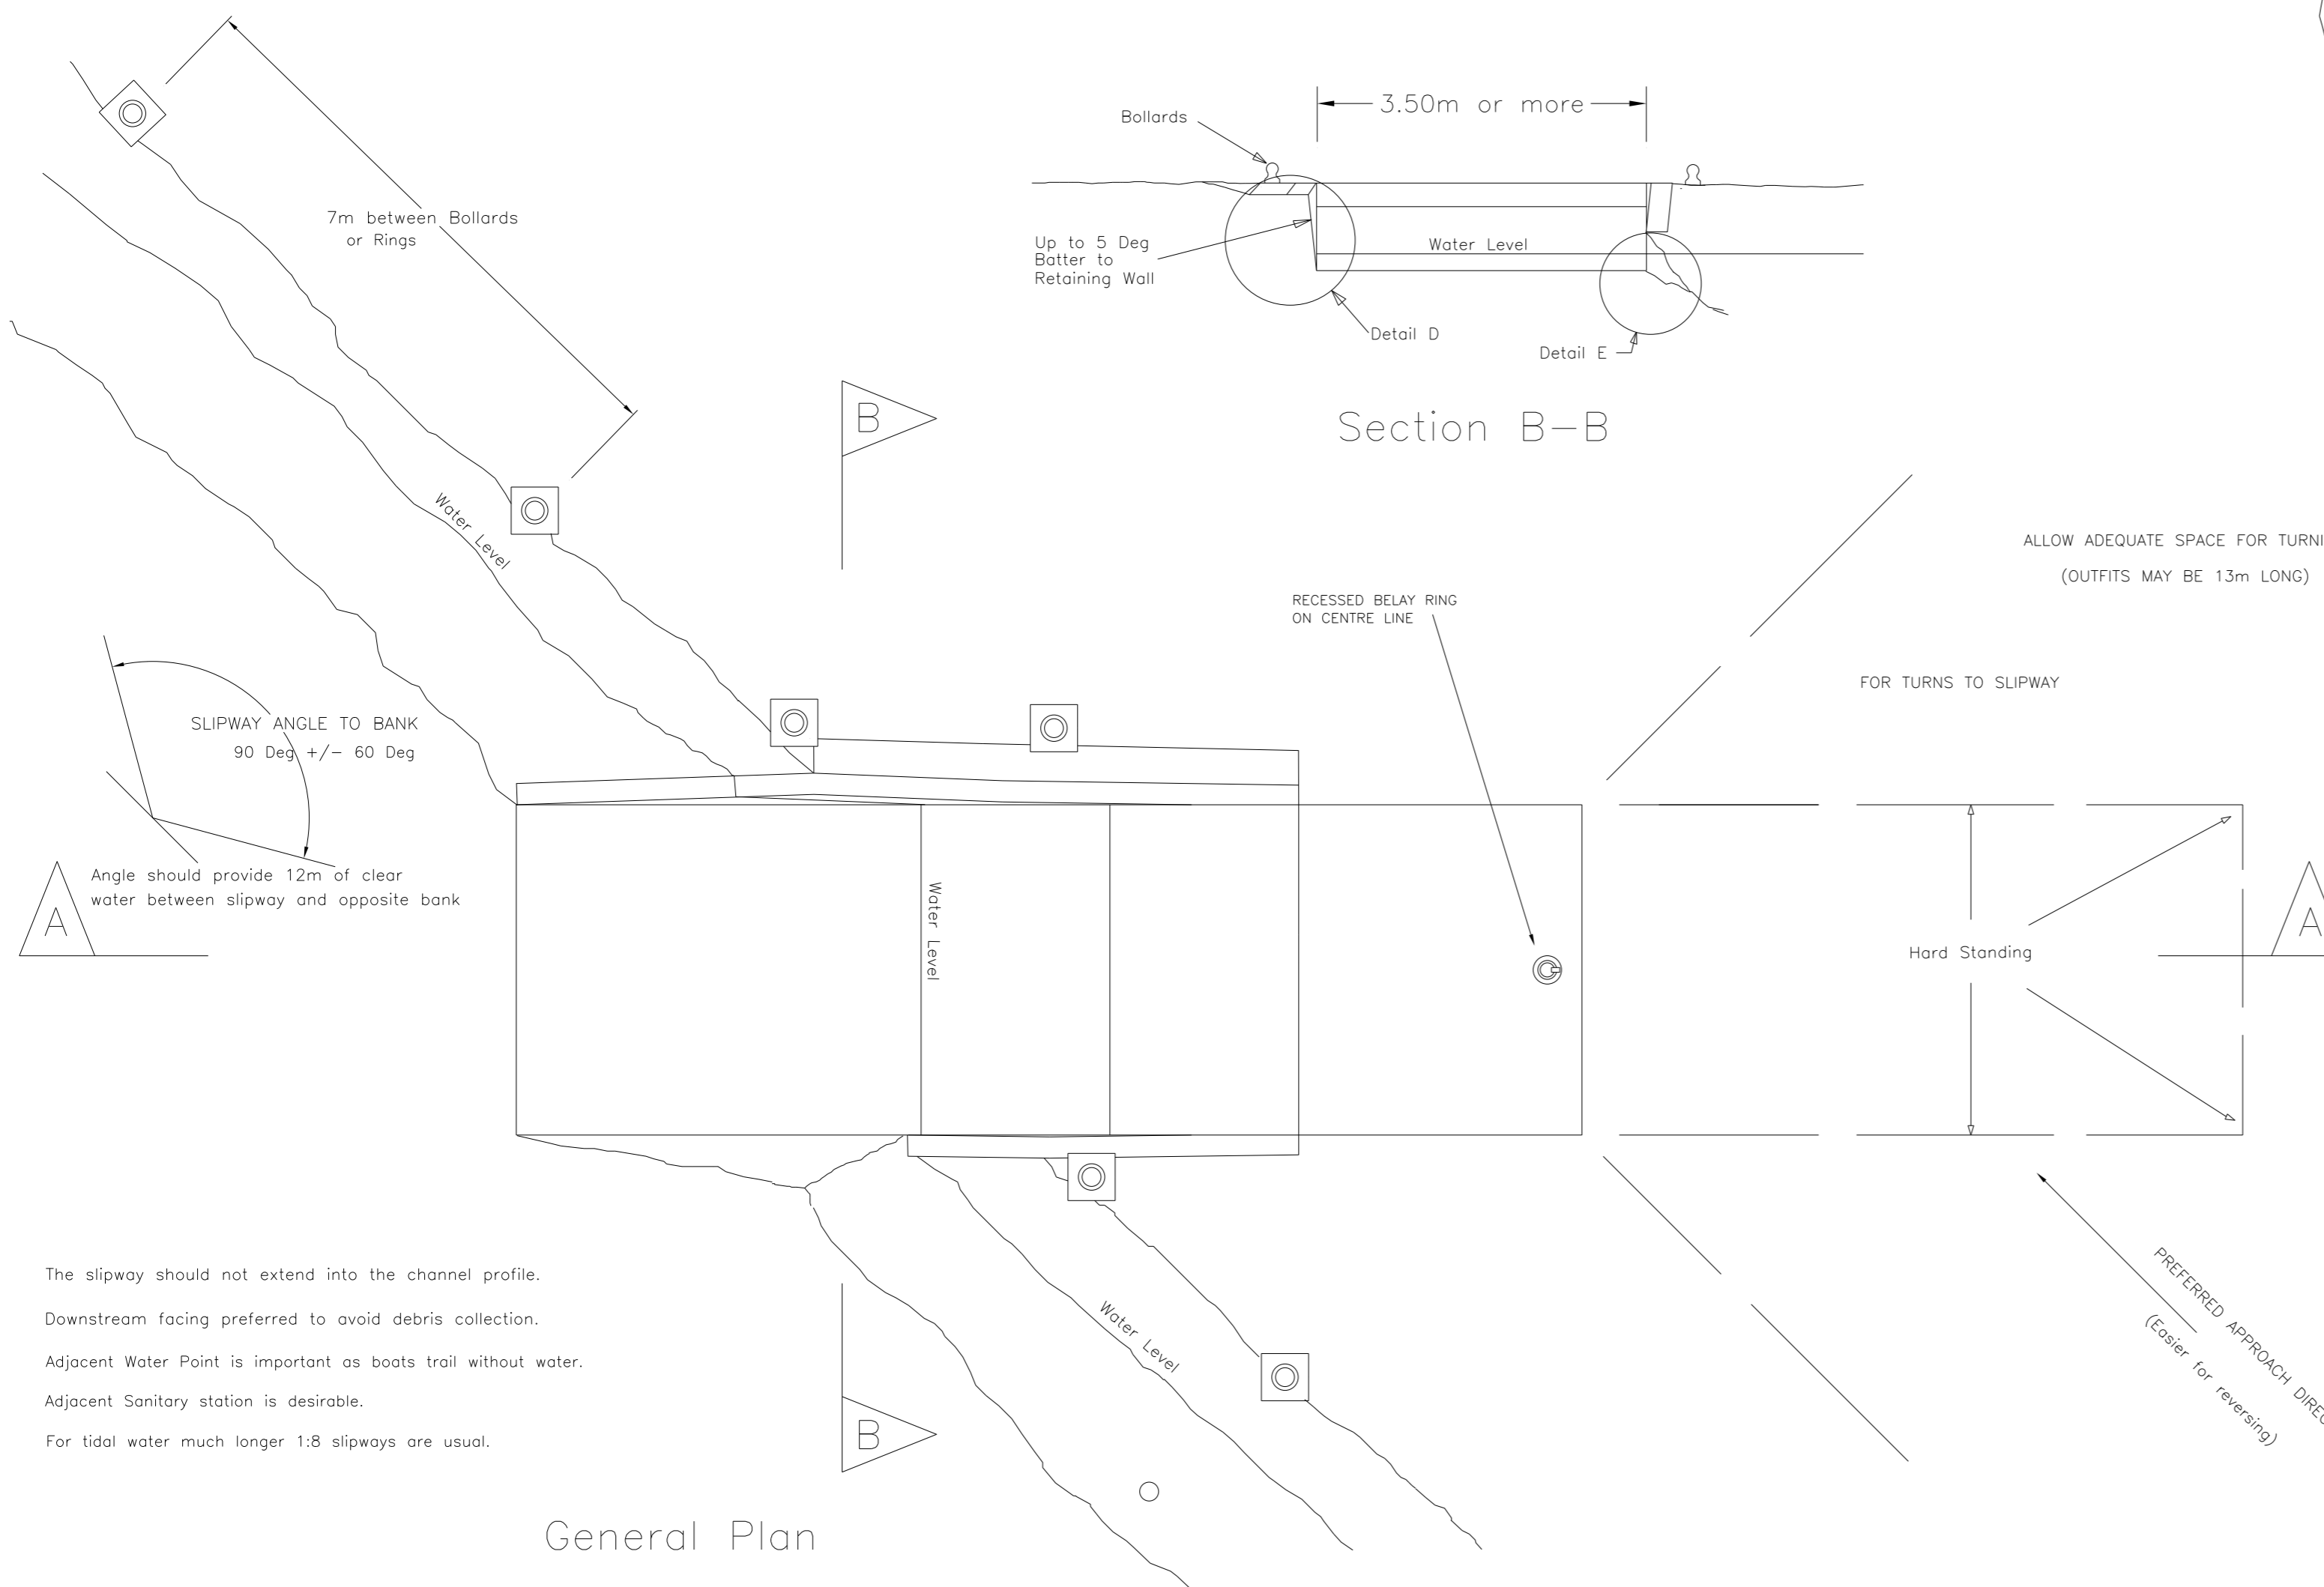 7m between Bollards
or Rings
Bollards
3.50m or more
Up to 5 Deg
Batter to
Retaining Wall
Water Level
Detail D
Detail E
Section B-B
B
Water Level
ALLOW ADEQUATE SPACE FOR
(OUTFITS MAY BE 13m LONG)
RECESSED BELAY RING
ON CENTRE LINE
FOR TURNS TO SLIPWAY
SLIPWAY ANGLE TO BANK
90 Deg +/- 60 Deg
Angle should provide 12m of clear
water between slipway and opposite bank
A
Water Level
Hard Standing
A
The slipway should not extend into the channel profile.
Downstream facing preferred to avoid debris collection.
Adjacent Water Point is important as boats trail without water.
Adjacent Sanitary station is desirable.
For tidal water much longer 1:8 slipways are usual.
Water Level
PREFERRED APPROACH
(Easier for reversing)
B
General Plan